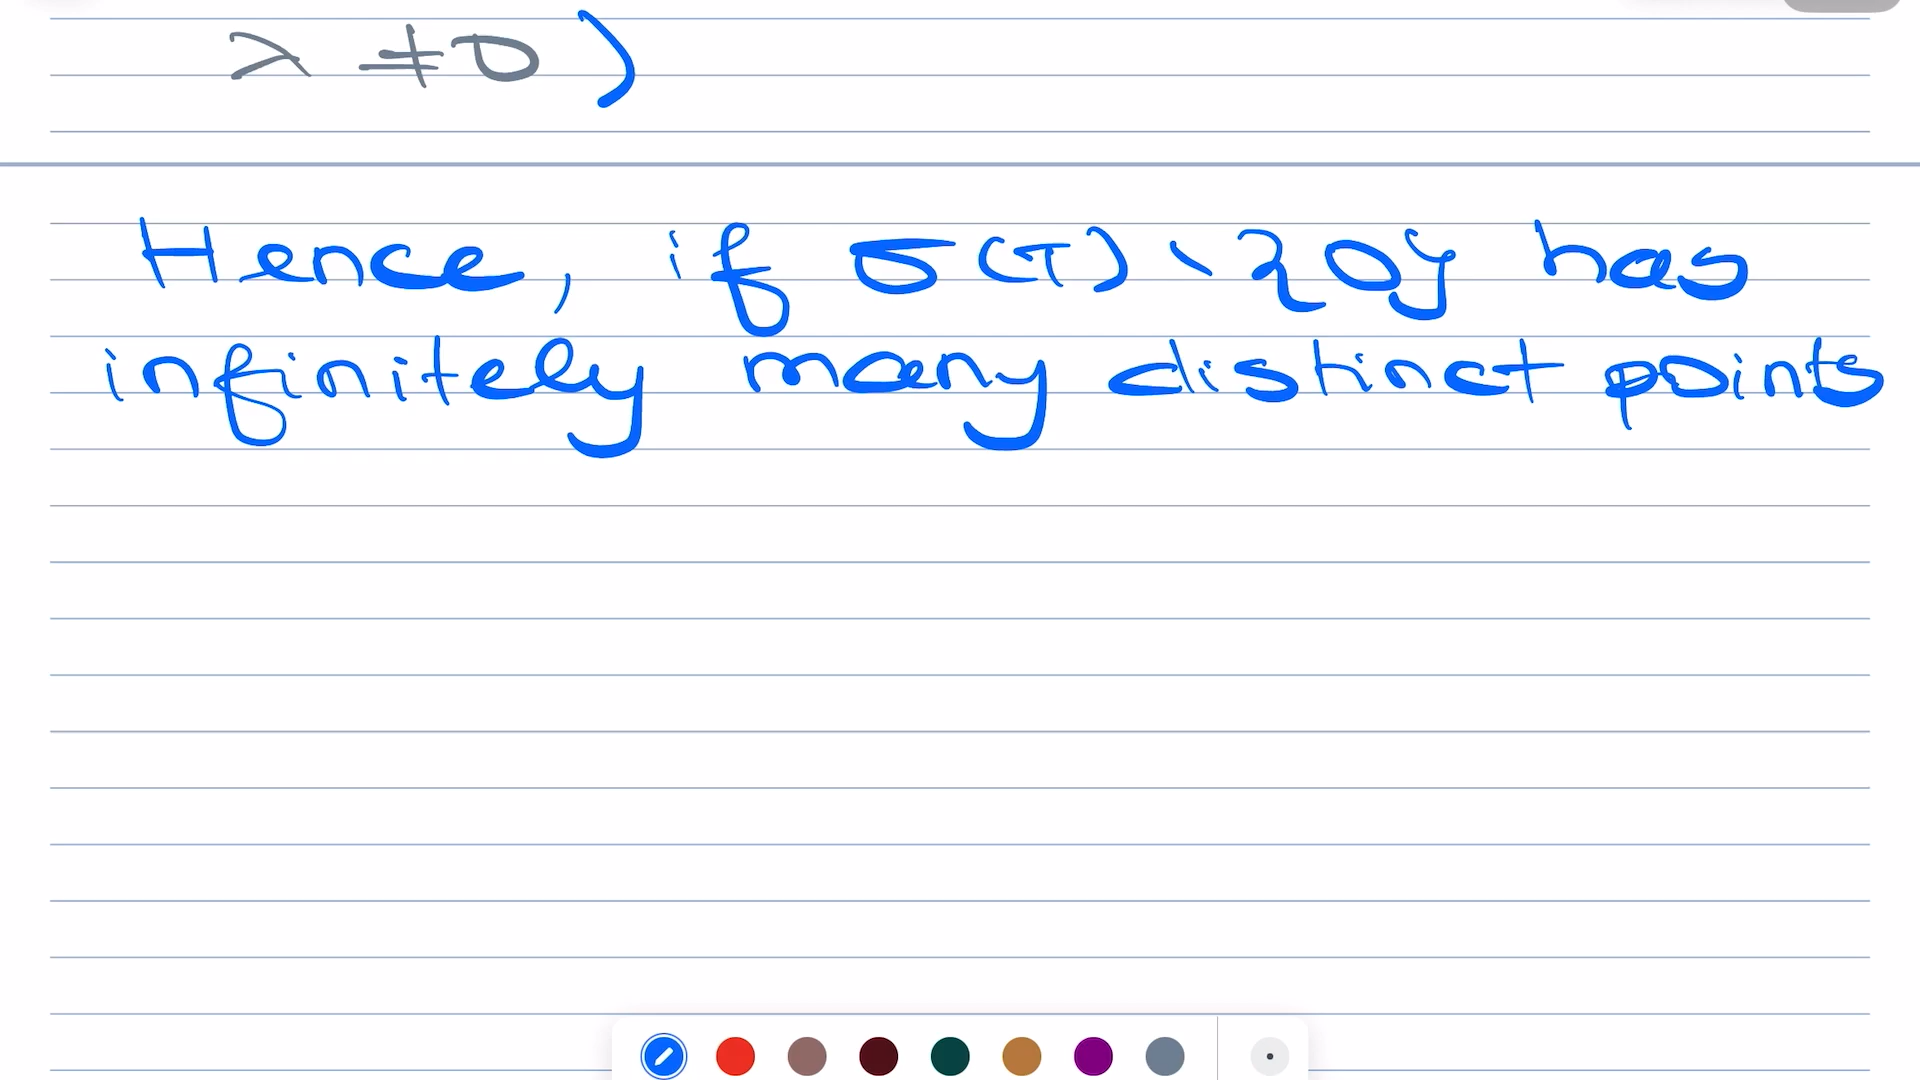 λ ≠ 0 )
Hence, if σ(T) \ {0} has
infinitely many distinct points